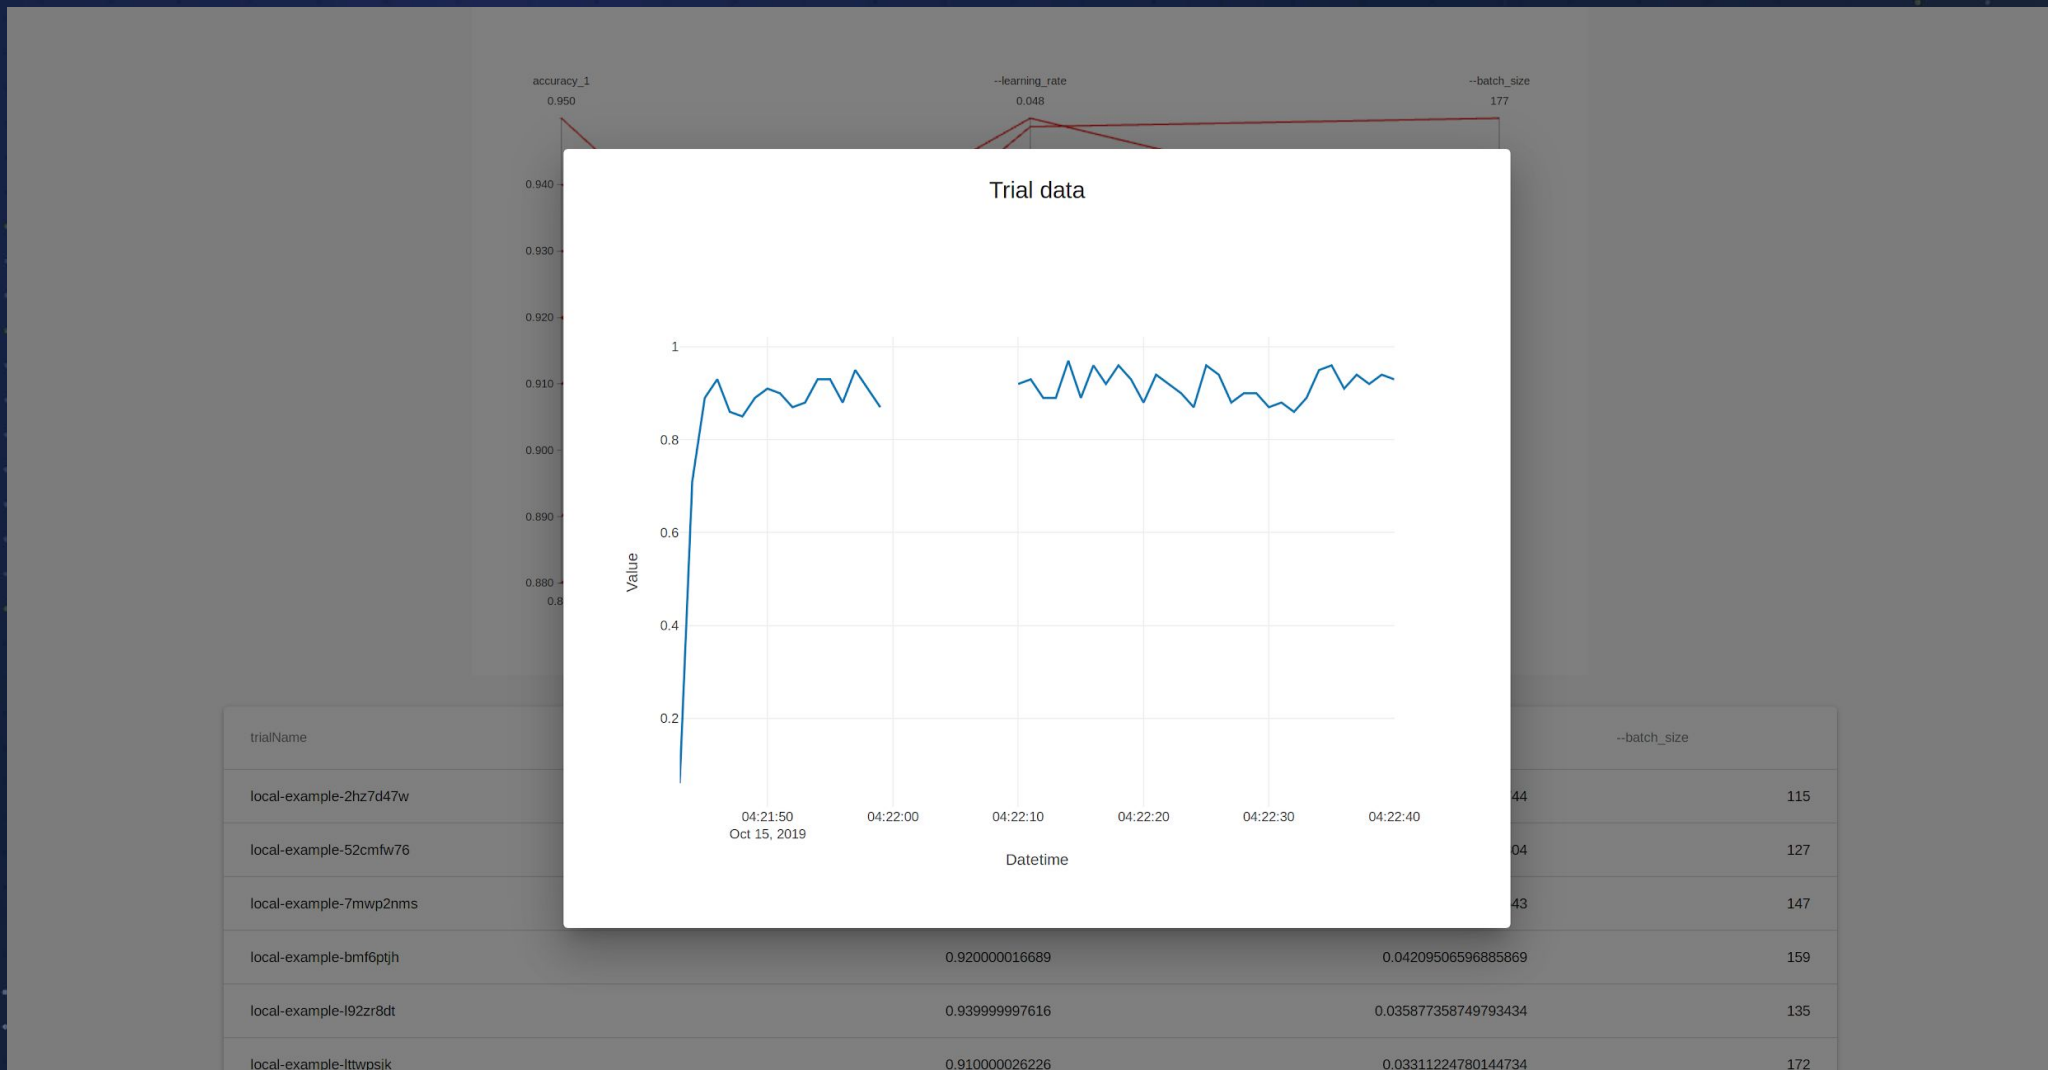 accuracy_1 --learning_rate --batch_size
0.950 0.048 177
Trial data
0.940
0.930
0.920
0.910
0.900
0.890
0.880
0.8
1
0.8
0.6
0.4
0.2
Value
04:21:50 04:22:00 04:22:10 04:22:20 04:22:30 04:22:40
Oct 15, 2019
Datetime
trialName --batch_size
local-example-2hz7d47w 44 115
local-example-52cmfw76 04 127
local-example-7mwp2nms 43 147
local-example-bmf6ptjh 0.920000016689 0.04209506596885869 159
local-example-l92zr8dt 0.939999997616 0.035877358749793434 135
local-example-lttwpsjk 0.910000026226 0.03311224780144734 172